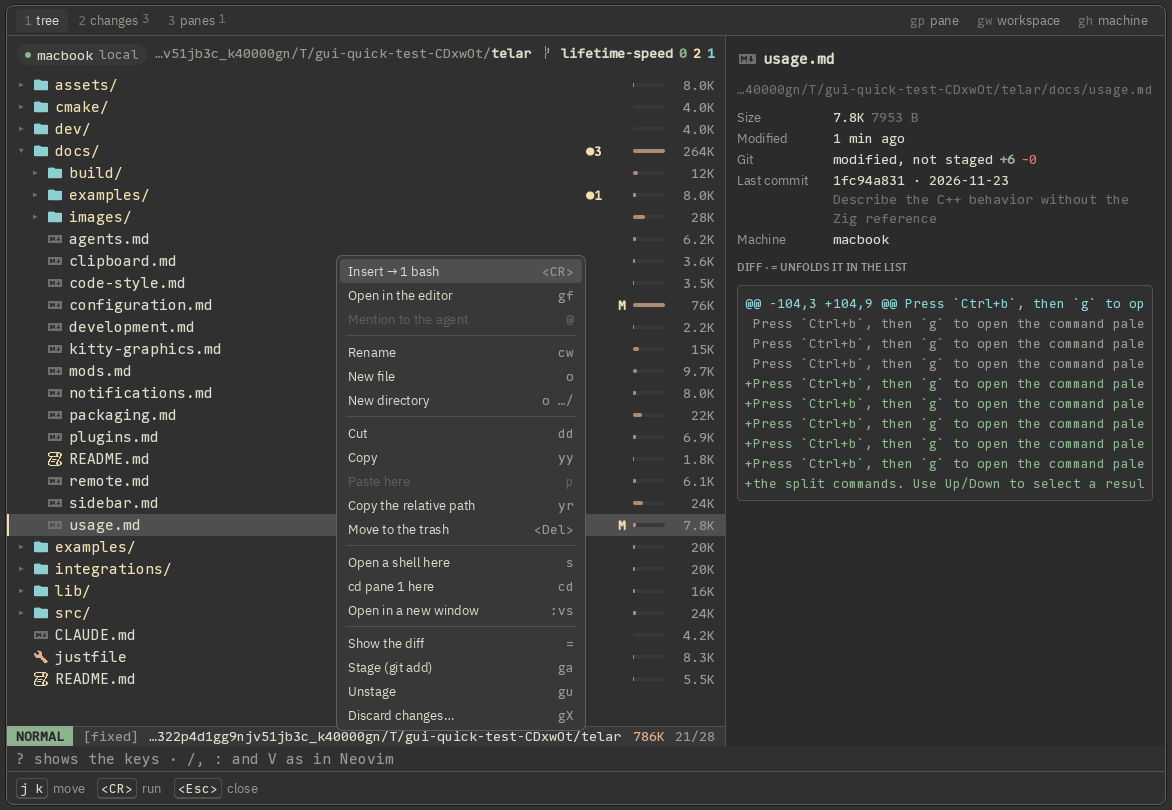 1 tree 2 changes 3 3 panes 1 gp pane gw workspace gh machine
● macbook local …v51jb3c_k40000gn/T/gui-quick-test-CDxwOt/telar lifetime-speed 0 2 1
assets/ 8.0K
cmake/ 4.0K
dev/ 4.0K
docs/ ●3 264K
build/ 12K
examples/ ●1 8.0K
images/ 28K
agents.md 6.2K
clipboard.md 3.6K
code-style.md 3.5K
configuration.md M 76K
development.md 2.2K
kitty-graphics.md 15K
mods.md 9.7K
notifications.md 8.0K
packaging.md 22K
plugins.md 6.9K
README.md 1.8K
remote.md 6.1K
sidebar.md 24K
usage.md M 7.8K
examples/ 20K
integrations/ 20K
lib/ 16K
src/ 24K
CLAUDE.md 4.2K
justfile 8.3K
README.md 5.5K
Insert → 1 bash <CR>
Open in the editor gf
Mention to the agent @
Rename cw
New file o
New directory o …/
Cut dd
Copy yy
Paste here p
Copy the relative path yr
Move to the trash <Del>
Open a shell here s
cd pane 1 here cd
Open in a new window :vs
Show the diff =
Stage (git add) ga
Unstage gu
Discard changes… gX
usage.md
…40000gn/T/gui-quick-test-CDxwOt/telar/docs/usage.md
Size 7.8K 7953 B
Modified 1 min ago
Git modified, not staged +6 -0
Last commit 1fc94a831 · 2026-11-23
Describe the C++ behavior without the
Zig reference
Machine macbook
DIFF · = UNFOLDS IT IN THE LIST
@@ -104,3 +104,9 @@ Press `Ctrl+b`, then `g` to op
Press `Ctrl+b`, then `g` to open the command pale
Press `Ctrl+b`, then `g` to open the command pale
Press `Ctrl+b`, then `g` to open the command pale
+Press `Ctrl+b`, then `g` to open the command pale
+Press `Ctrl+b`, then `g` to open the command pale
+Press `Ctrl+b`, then `g` to open the command pale
+Press `Ctrl+b`, then `g` to open the command pale
+Press `Ctrl+b`, then `g` to open the command pale
+the split commands. Use Up/Down to select a resul
NORMAL [fixed] …322p4d1gg9njv51jb3c_k40000gn/T/gui-quick-test-CDxwOt/telar 786K 21/28
? shows the keys · /, : and V as in Neovim
j k move <CR> run <Esc> close